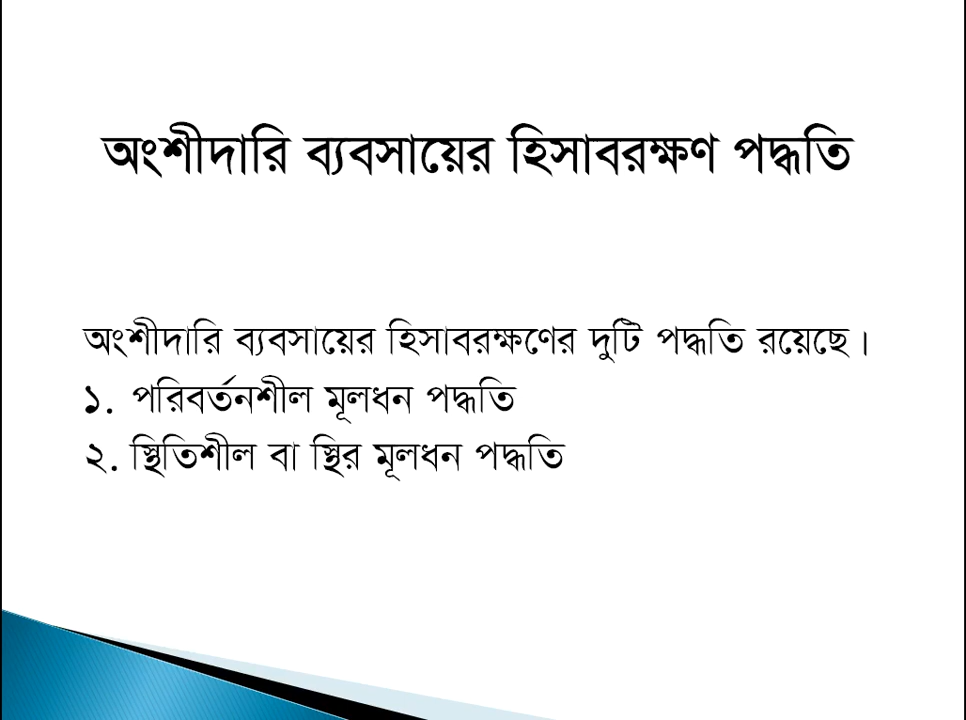 অংশীদারি ব্যবসায়ের হিসাবরক্ষণ পদ্ধতি
অংশীদারি ব্যবসায়ের হিসাবরক্ষণের দুটি পদ্ধতি রয়েছে।
১. পরিবর্তনশীল মূলধন পদ্ধতি
২. স্থিতিশীল বা স্থির মূলধন পদ্ধতি